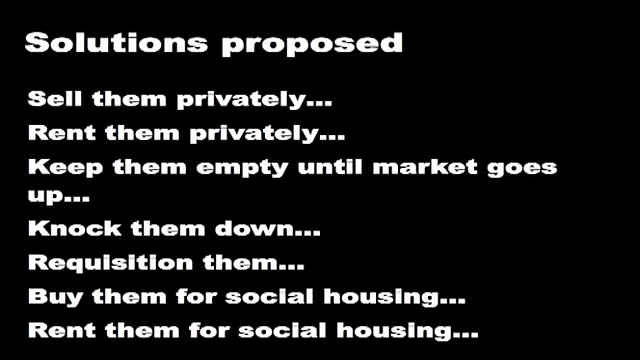 Solutions proposed
Sell them privately...
Rent them privately...
Keep them empty until market goes
up...
Knock them down...
Requisition them...
Buy them for social housing...
Rent them for social housing...